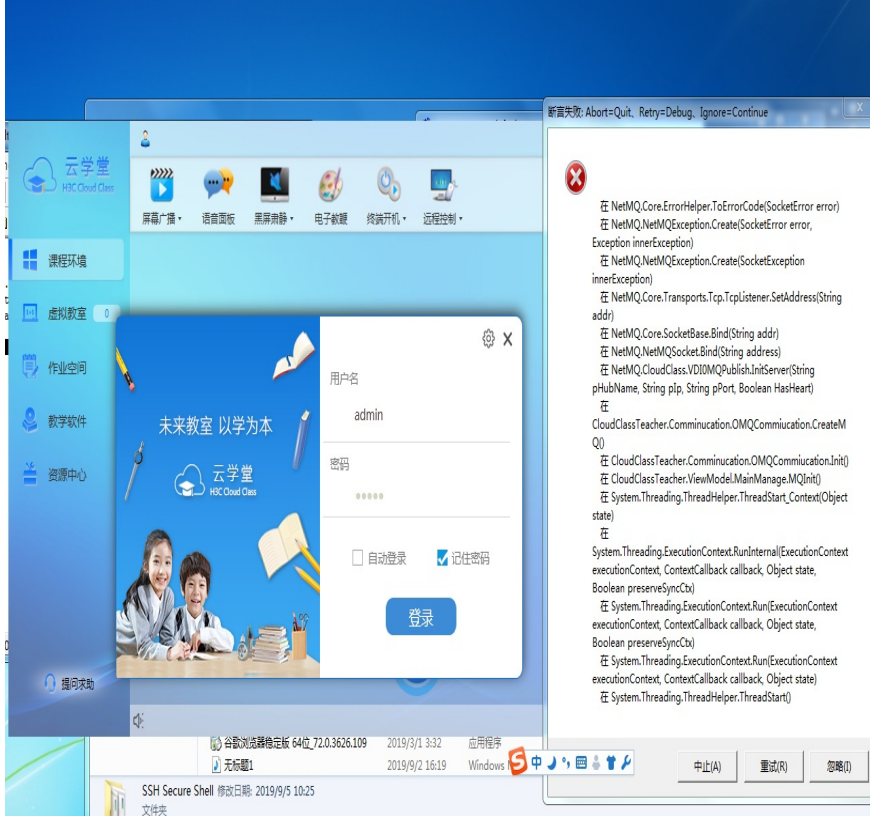 断言失败: Abort=Quit、Retry=Debug、Ignore=Continue
云学堂
H3C Cloud Class
屏幕广播
语音面板
黑屏肃静
电子教鞭
终端开机
远程控制
课程环境
虚拟教室 0
作业空间
教学软件
资源中心
提问求助
未来教室 以学为本
云学堂
H3C Cloud Class
用户名
admin
密码
自动登录
记住密码
登录
在 NetMQ.Core.ErrorHelper.ToErrorCode(SocketError error)
在 NetMQ.NetMQException.Create(SocketError error,
Exception innerException)
在 NetMQ.NetMQException.Create(SocketException
innerException)
在 NetMQ.Core.Transports.Tcp.TcpListener.SetAddress(String
addr)
在 NetMQ.Core.SocketBase.Bind(String addr)
在 NetMQ.NetMQSocket.Bind(String address)
在 NetMQ.CloudClass.VDI0MQPublish.InitServer(String
pHubName, String pIp, String pPort, Boolean HasHeart)
在
CloudClassTeacher.Comminucation.OMQCommiucation.CreateM
Q()
在 CloudClassTeacher.Comminucation.OMQCommiucation.Init()
在 CloudClassTeacher.ViewModel.MainManage.MQInit()
在 System.Threading.ThreadHelper.ThreadStart_Context(Object
state)
在
System.Threading.ExecutionContext.RunInternal(ExecutionContext
executionContext, ContextCallback callback, Object state,
Boolean preserveSyncCtx)
在 System.Threading.ExecutionContext.Run(ExecutionContext
executionContext, ContextCallback callback, Object state,
Boolean preserveSyncCtx)
在 System.Threading.ExecutionContext.Run(ExecutionContext
executionContext, ContextCallback callback, Object state)
在 System.Threading.ThreadHelper.ThreadStart()
中止(A)
重试(R)
忽略(I)
谷歌浏览器稳定版 64位_72.0.3626.109 2019/3/1 3:32 应用程序
无标题1 2019/9/2 16:19 Windows
中
SSH Secure Shell 修改日期: 2019/9/5 10:25
文件夹